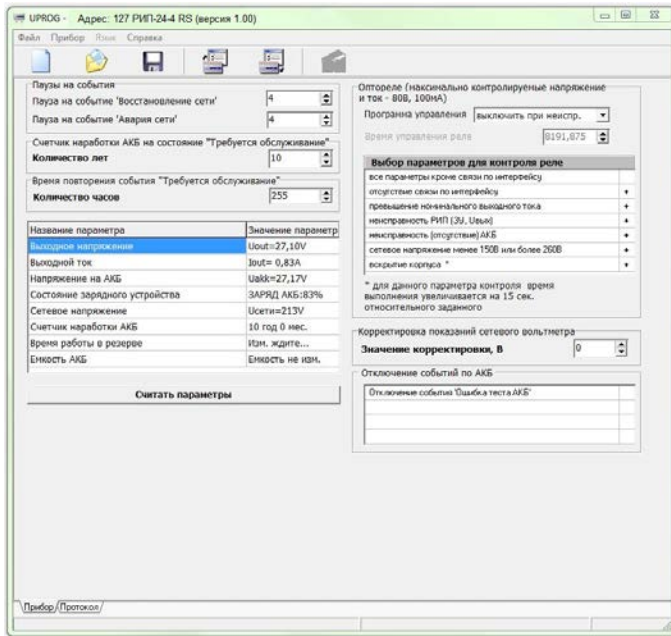 UPROG - Адрес: 127 РИП-24-4 RS (версия 1.00)
Файл Прибор Язык Справка
Паузы на события
Пауза на событие 'Восстановление сети' 4
Пауза на событие 'Авария сети' 4
Счетчик наработки АКБ на состояние "Требуется обслуживание"
Количество лет 10
Время повторения события "Требуется обслуживание"
Количество часов 255
Название параметра Значение параметр
Выходное напряжение Uout=27,10V
Выходной ток Iout= 0,83A
Напряжение на АКБ Uakk=27,17V
Состояние зарядного устройства ЗАРЯД АКБ:83%
Сетевое напряжение Uсети=213V
Счетчик наработки АКБ 10 год 0 мес.
Время работы в резерве Изм. ждите...
Емкость АКБ Емкость не изм.
Считать параметры
Оптореле (максимально контролируемые напряжение
и ток - 80В, 100мА)
Программа управления выключить при неиспр.
Время управления реле 8191,875
Выбор параметров для контроля реле
все параметры кроме связи по интерфейсу
отсутствие связи по интерфейсу +
превышение номинального выходного тока +
неисправность РИП (ЗУ, Uвых) +
неисправность (отсутствие) АКБ +
сетевое напряжение менее 150В или более 260В +
вскрытие корпуса * +
* для данного параметра контроля время
выполнения увеличивается на 15 сек.
относительного заданного
Корректировка показаний сетевого вольтметра
Значение корректировки, В 0
Отключение событий по АКБ
Отключение события 'Ошибка теста АКБ'
Прибор Протокол